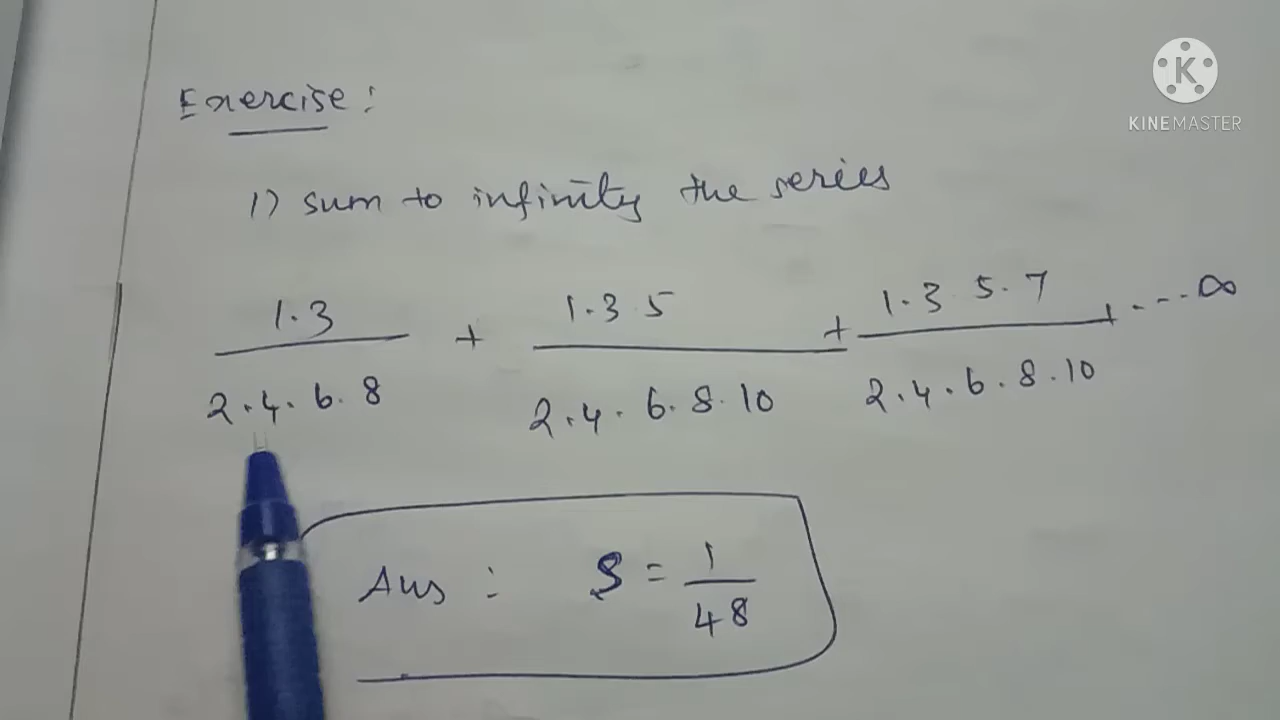 K
KINEMASTER
Exercise:
1) sum to infinity the series
1.3 / 2.4.6.8 + 1.3 5 / 2.4.6.8.10 + 1.3 5.7 / 2.4.6.8.10 + ---- ∞
Ans : S = 1 / 48